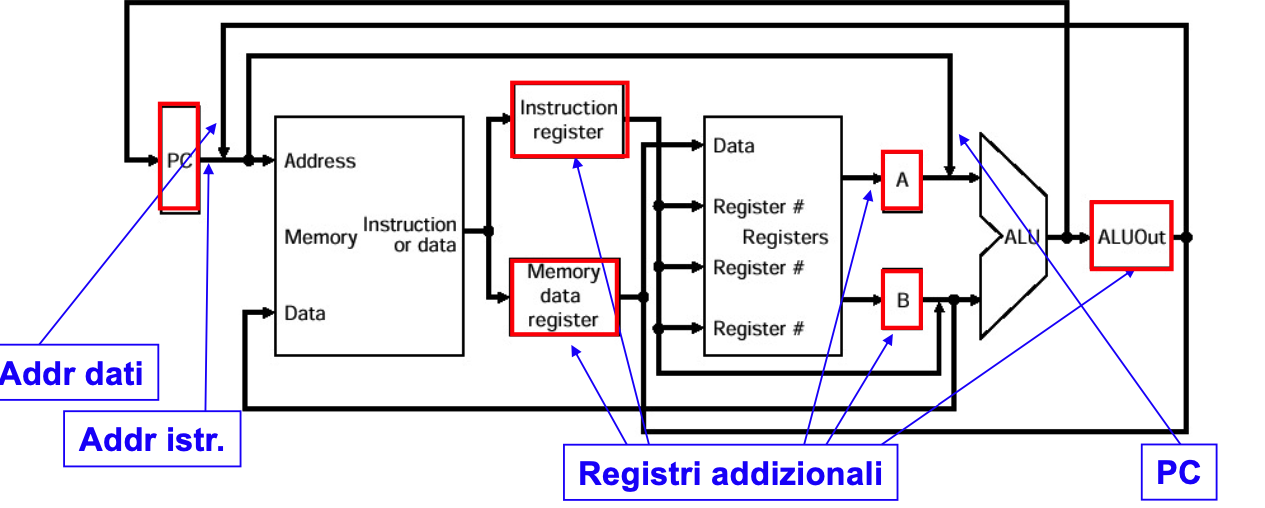 PC
Address
Memory
Instruction
or data
Data
Instruction
register
Memory
data
register
Data
Register #
Registers
Register #
Register #
A
B
ALU
ALUOut
Addr dati
Addr istr.
Registri addizionali
PC